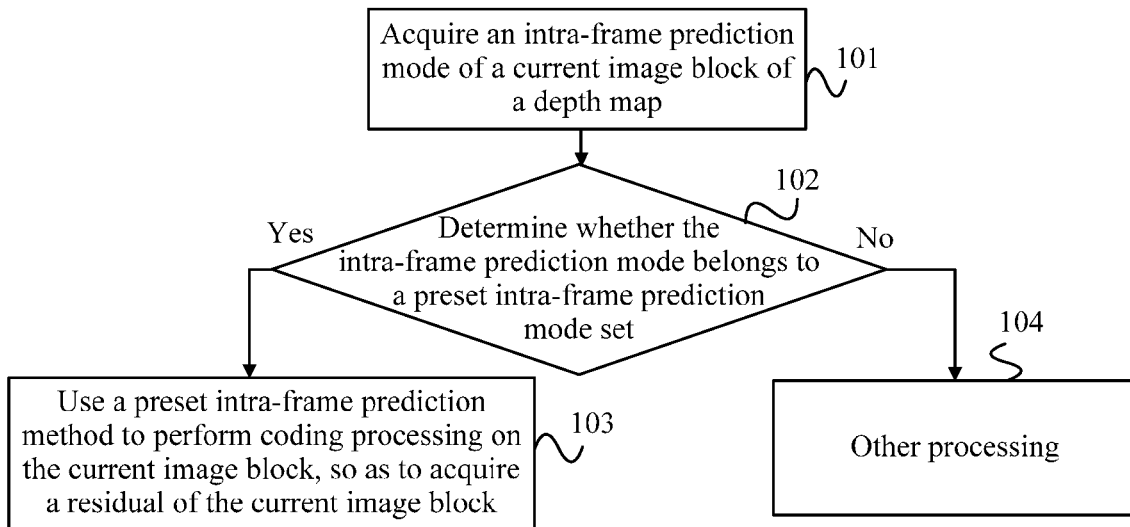 Acquire an intra-frame prediction
mode of a current image block of
a depth map
101
102
Yes
Determine whether the
intra-frame prediction mode belongs to
a preset intra-frame prediction
mode set
No
104
Use a preset intra-frame prediction
method to perform coding processing on
the current image block, so as to acquire
a residual of the current image block
103
Other processing